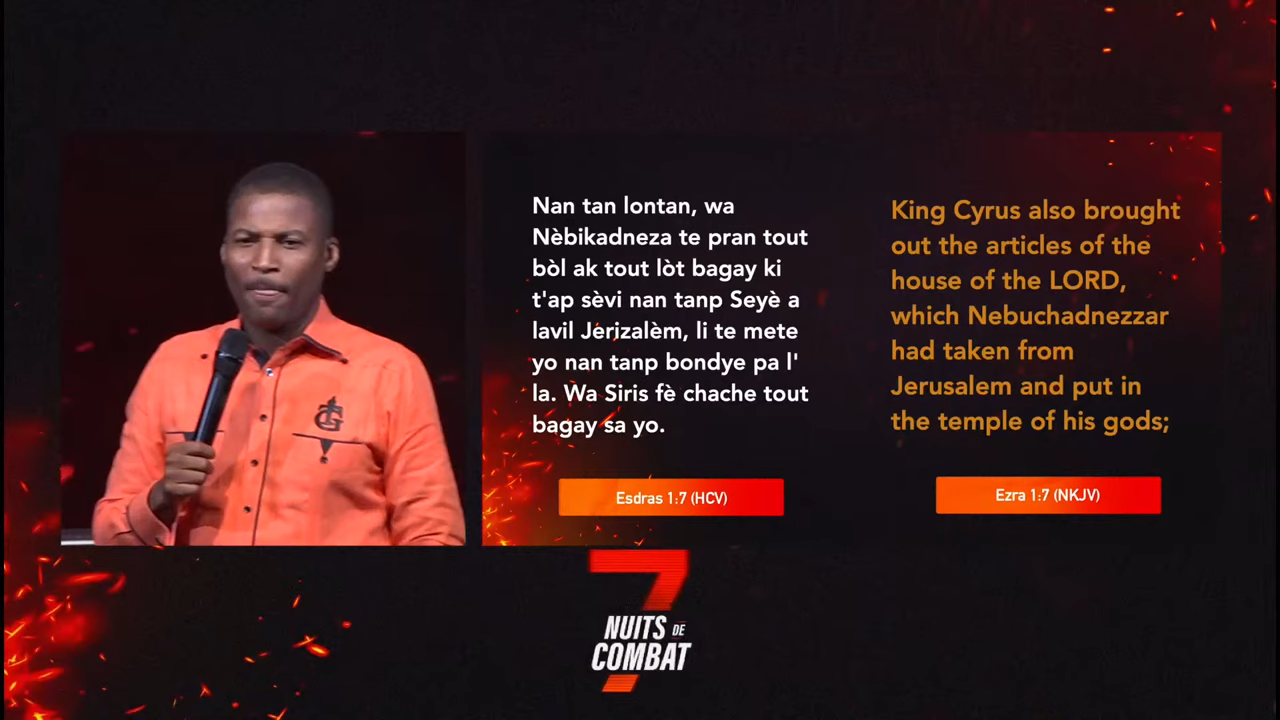 Nan tan lontan, wa
Nèbikadneza te pran tout
bòl ak tout lòt bagay ki
t'ap sèvi nan tanp Seyè a
lavil Jerizalèm, li te mete
yo nan tanp bondye pa l'
la. Wa Siris fè chache tout
bagay sa yo.
Esdras 1:7 (HCV)
King Cyrus also brought
out the articles of the
house of the LORD,
which Nebuchadnezzar
had taken from
Jerusalem and put in
the temple of his gods;
Ezra 1:7 (NKJV)
7
NUITS DE
COMBAT